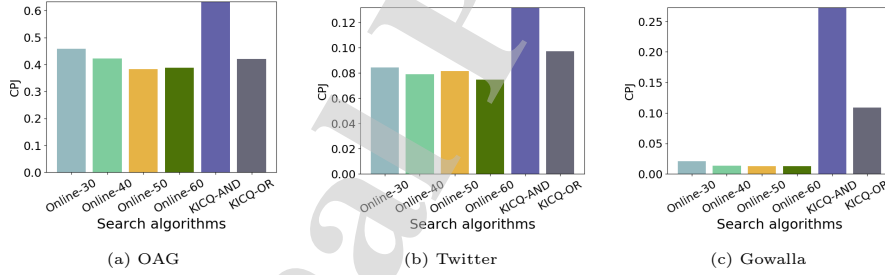 CPJ
0.6
0.5
0.4
0.3
0.2
0.1
0.0
Online-30
Online-40
Online-50
Online-60
KICQ-AND
KICQ-OR
Search algorithms
(a) OAG
CPJ
0.12
0.10
0.08
0.06
0.04
0.02
0.00
Online-30
Online-40
Online-50
Online-60
KICQ-AND
KICQ-OR
Search algorithms
(b) Twitter
CPJ
0.25
0.20
0.15
0.10
0.05
0.00
Online-30
Online-40
Online-50
Online-60
KICQ-AND
KICQ-OR
Search algorithms
(c) Gowalla